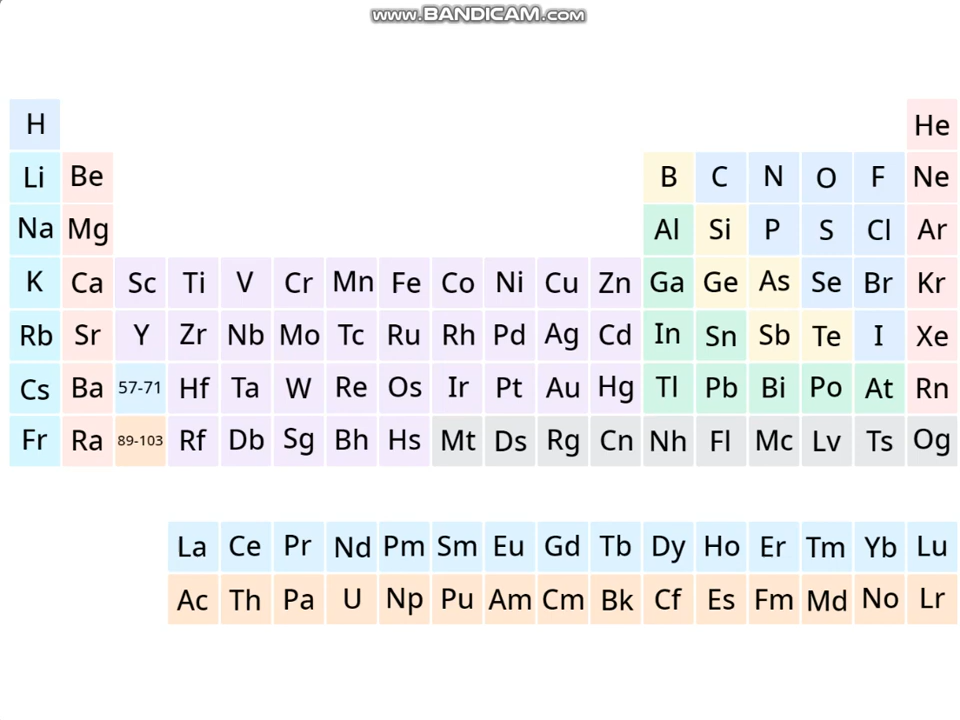 www.BANDICAM.com
H He
Li Be B C N O F Ne
Na Mg Al Si P S Cl Ar
K Ca Sc Ti V Cr Mn Fe Co Ni Cu Zn Ga Ge As Se Br Kr
Rb Sr Y Zr Nb Mo Tc Ru Rh Pd Ag Cd In Sn Sb Te I Xe
Cs Ba 57-71 Hf Ta W Re Os Ir Pt Au Hg Tl Pb Bi Po At Rn
Fr Ra 89-103 Rf Db Sg Bh Hs Mt Ds Rg Cn Nh Fl Mc Lv Ts Og
La Ce Pr Nd Pm Sm Eu Gd Tb Dy Ho Er Tm Yb Lu
Ac Th Pa U Np Pu Am Cm Bk Cf Es Fm Md No Lr